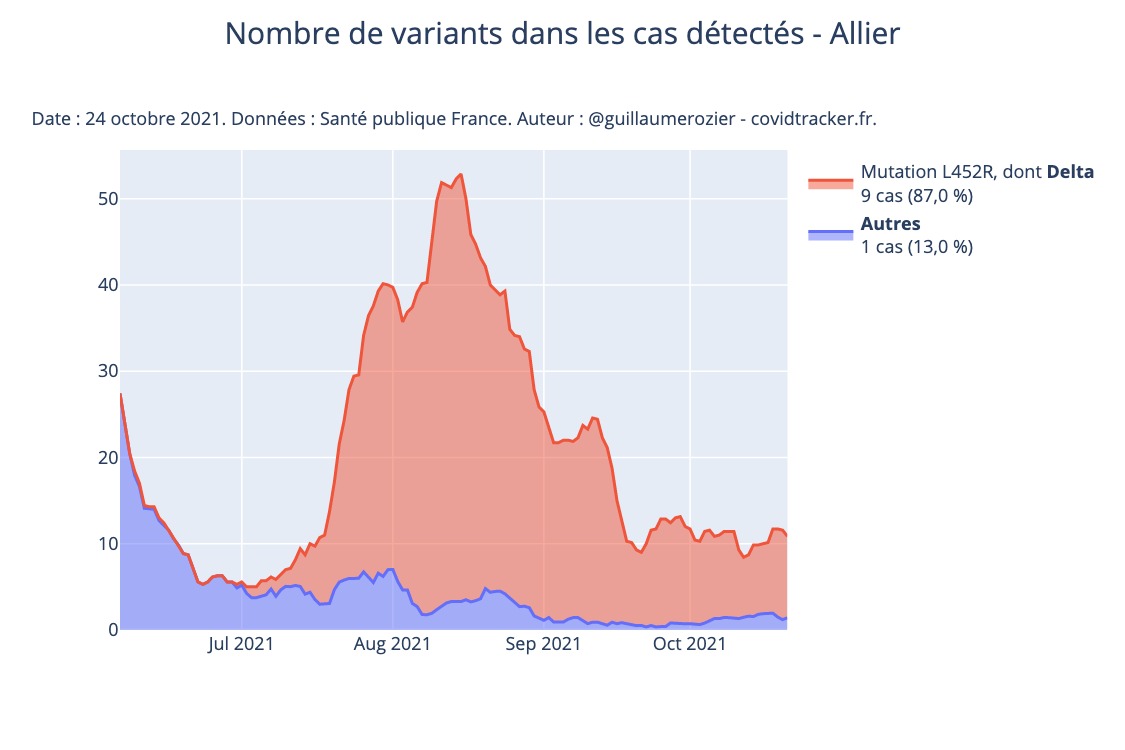 Nombre de variants dans les cas détectés - Allier
Date : 24 octobre 2021. Données : Santé publique France. Auteur : @guillaumerozier - covidtracker.fr.
Mutation L452R, dont Delta
9 cas (87,0 %)
Autres
1 cas (13,0 %)
50
40
30
20
10
0
Jul 2021
Aug 2021
Sep 2021
Oct 2021